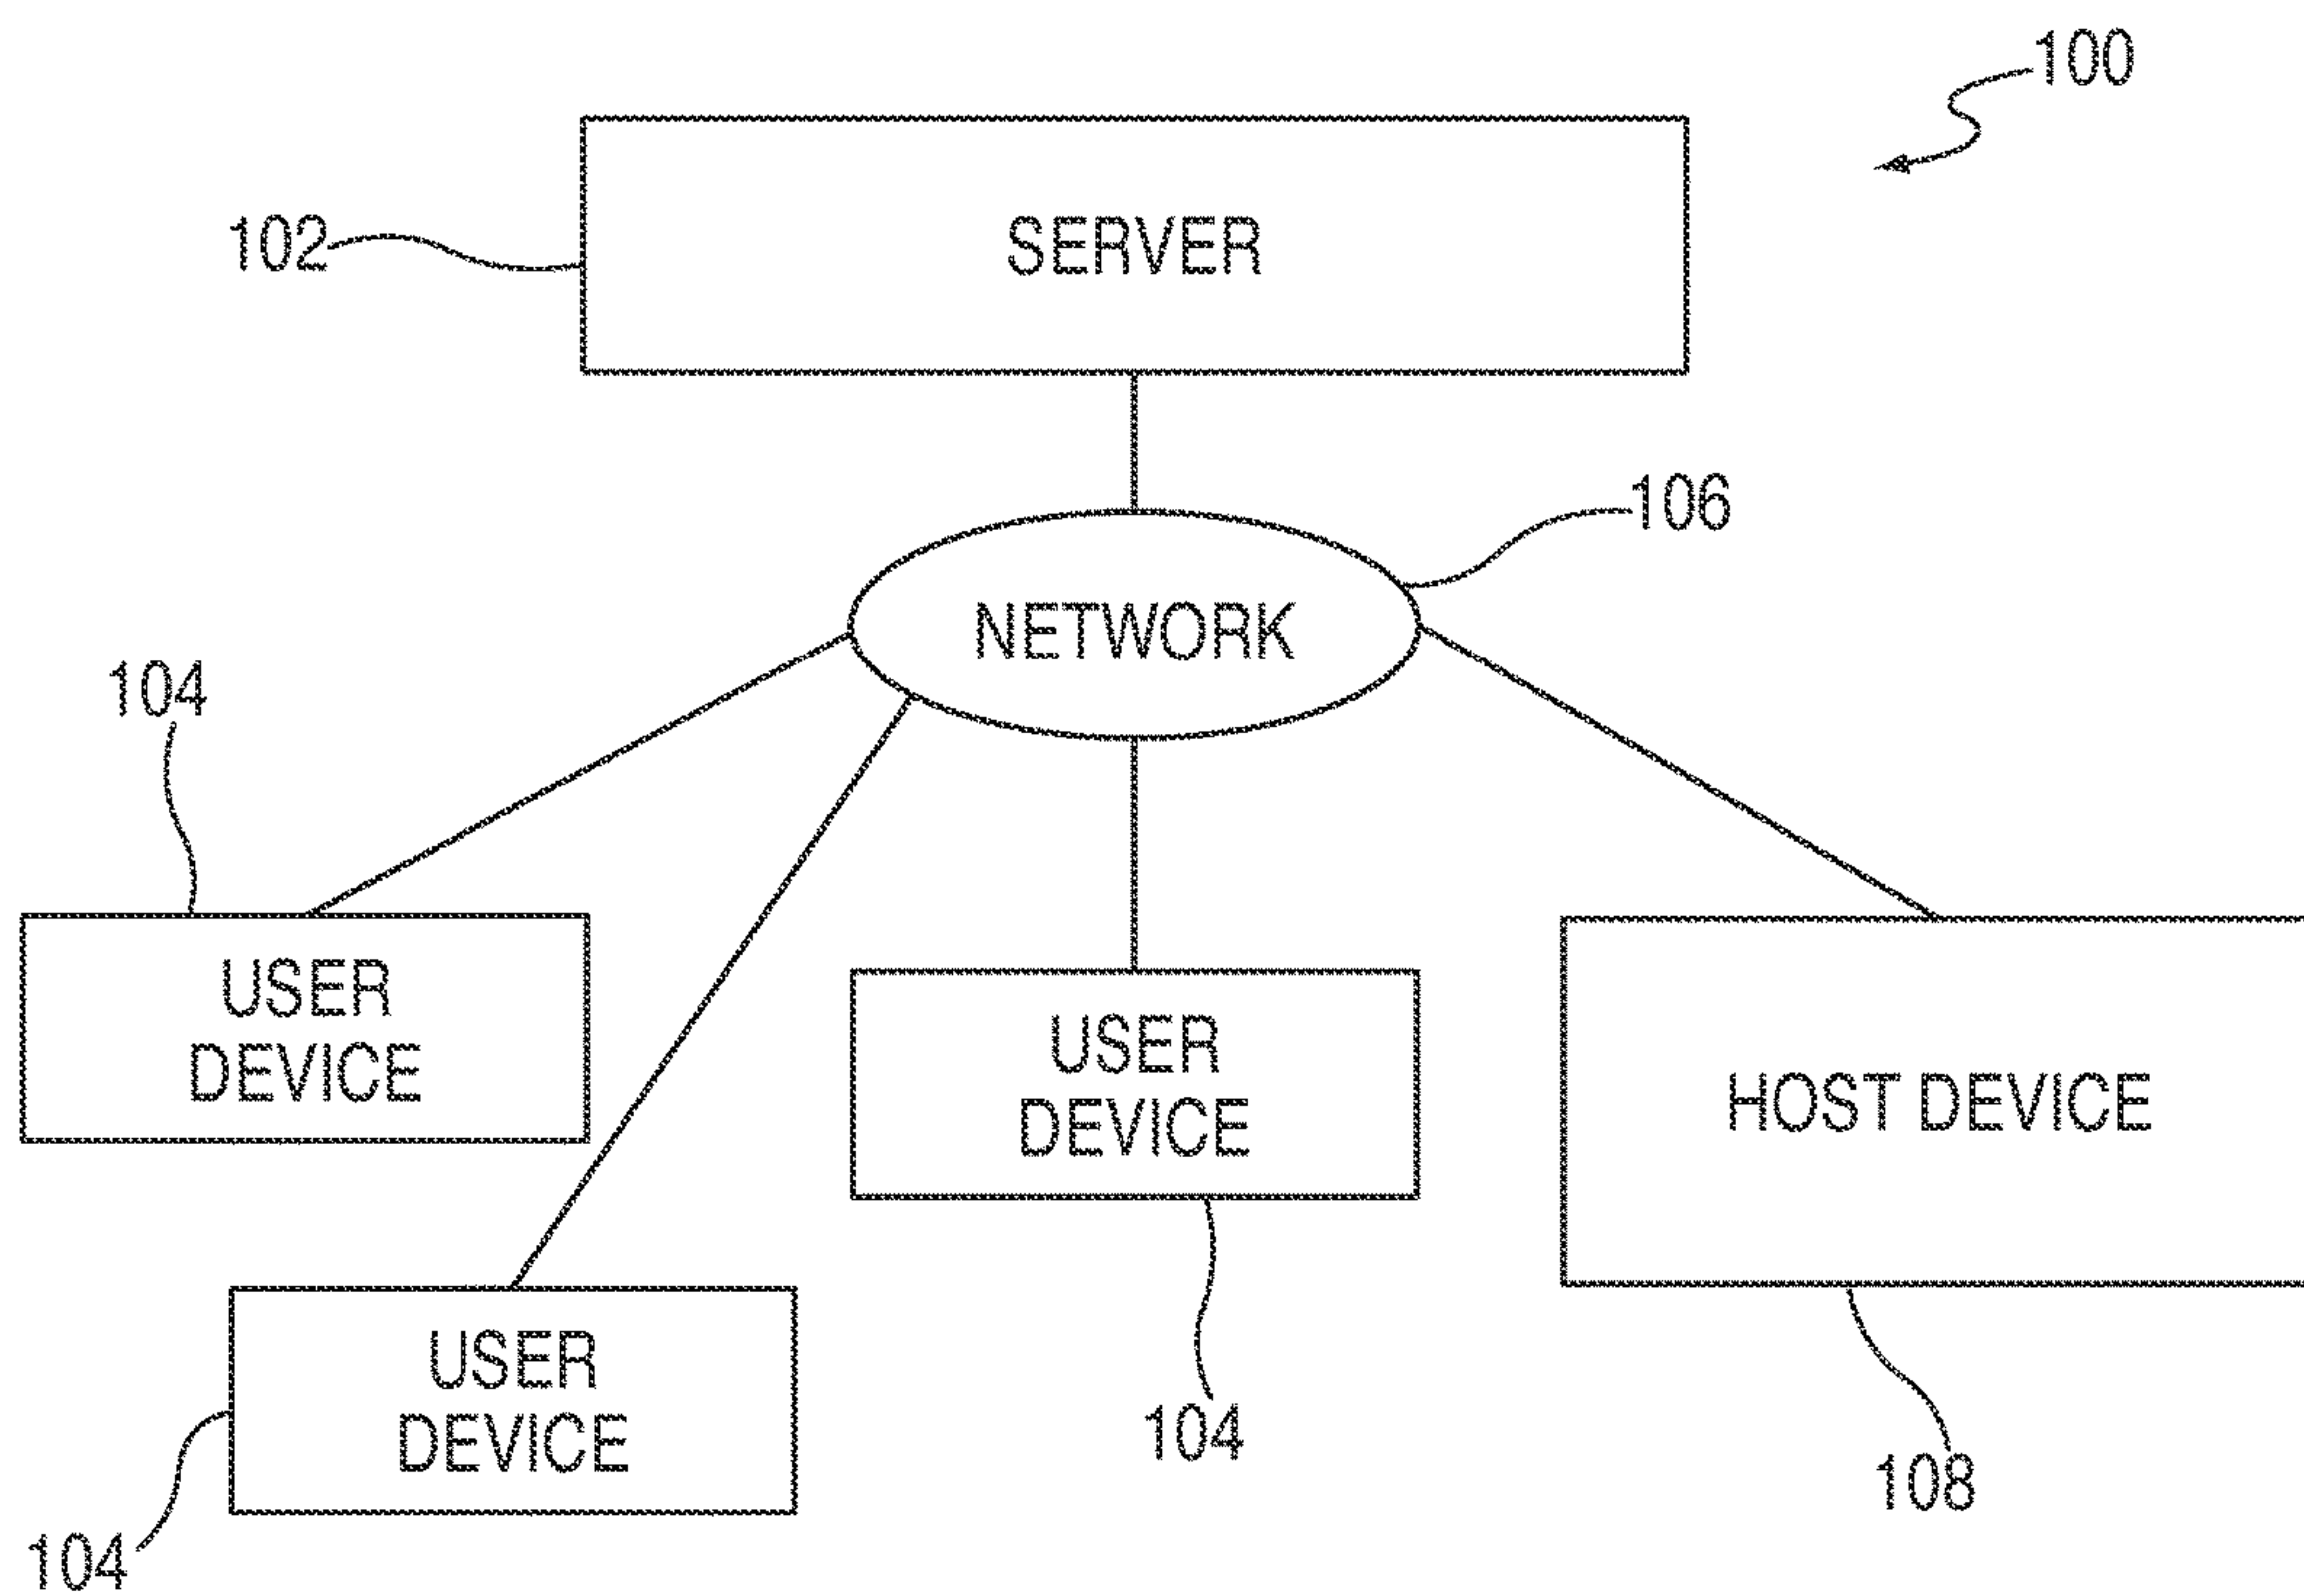 100
102
SERVER
106
NETWORK
104
USER
DEVICE
USER
DEVICE
HOST DEVICE
USER
DEVICE
104
108
104